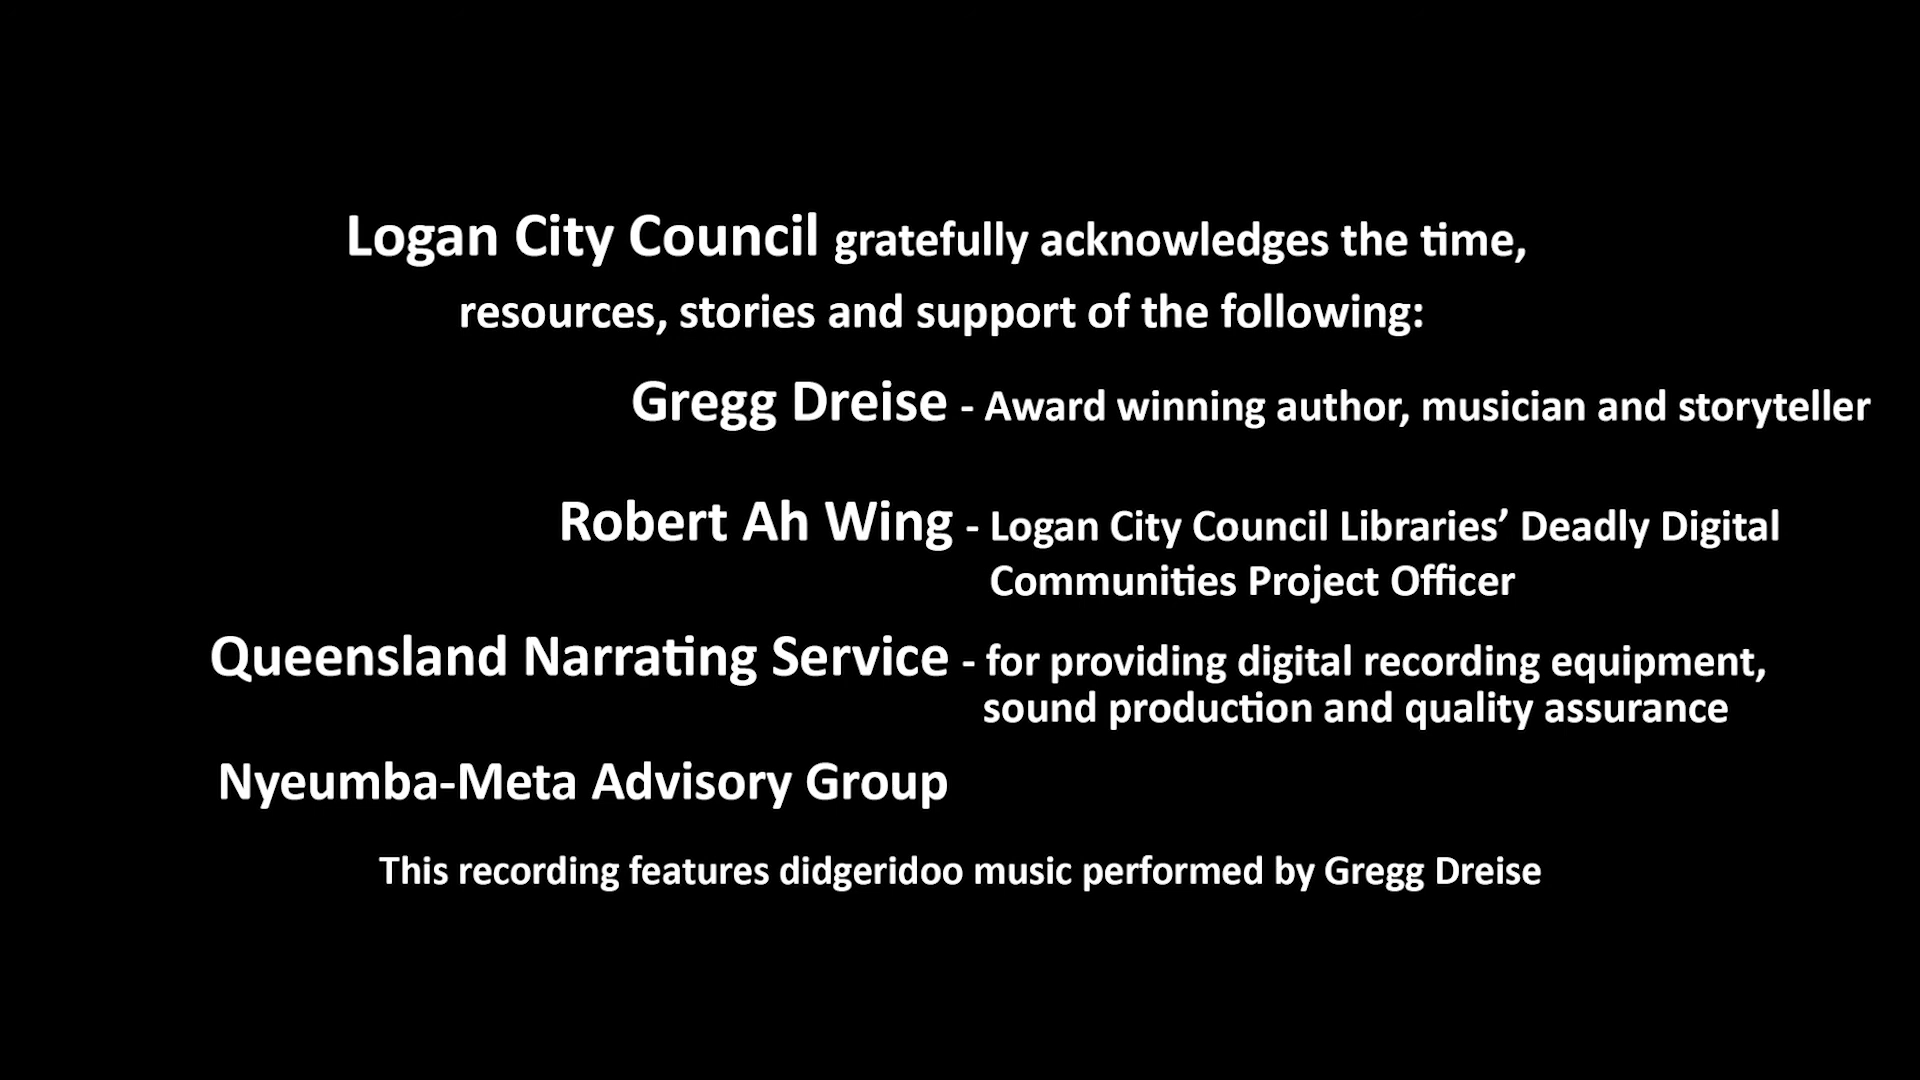 Logan City Council gratefully acknowledges the time,
resources, stories and support of the following:
Gregg Dreise - Award winning author, musician and storyteller
Robert Ah Wing - Logan City Council Libraries’ Deadly Digital
Communities Project Officer
Queensland Narrating Service - for providing digital recording equipment,
sound production and quality assurance
Nyeumba-Meta Advisory Group
This recording features didgeridoo music performed by Gregg Dreise